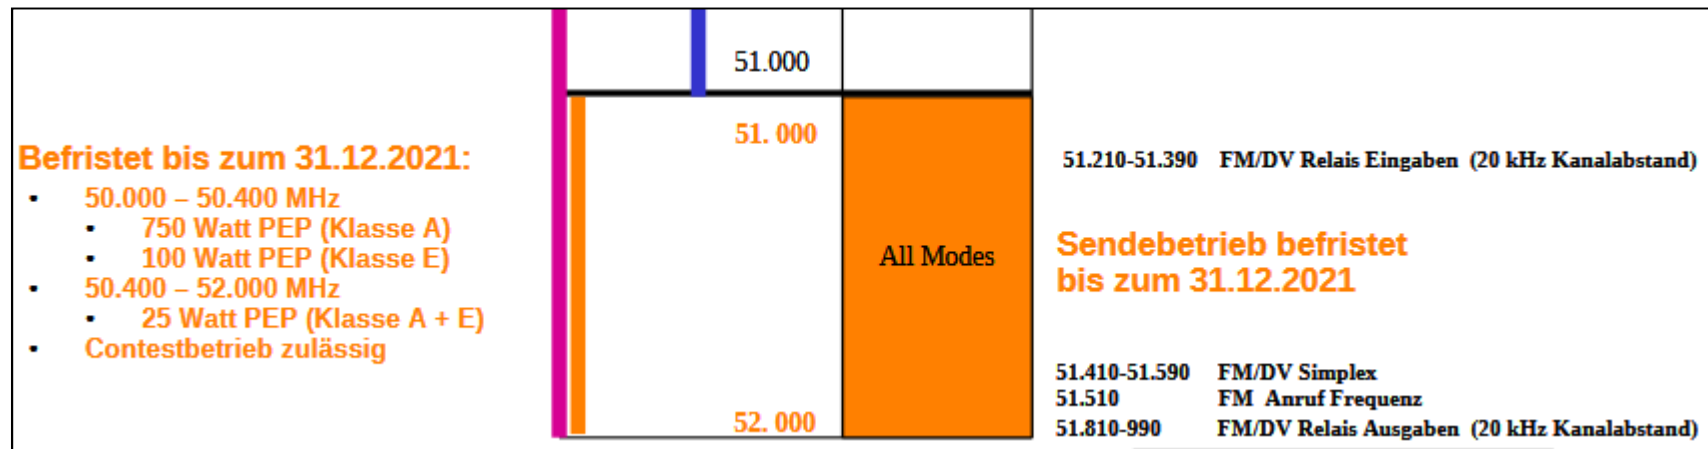 51.000
51. 000
Befristet bis zum 31.12.2021:
• 50.000 – 50.400 MHz
• 750 Watt PEP (Klasse A)
• 100 Watt PEP (Klasse E)
• 50.400 – 52.000 MHz
• 25 Watt PEP (Klasse A + E)
• Contestbetrieb zulässig
52. 000
All Modes
51.210-51.390 FM/DV Relais Eingaben (20 kHz Kanalabstand)
Sendebetrieb befristet
bis zum 31.12.2021
51.410-51.590 FM/DV Simplex
51.510 FM Anruf Frequenz
51.810-990 FM/DV Relais Ausgaben (20 kHz Kanalabstand)